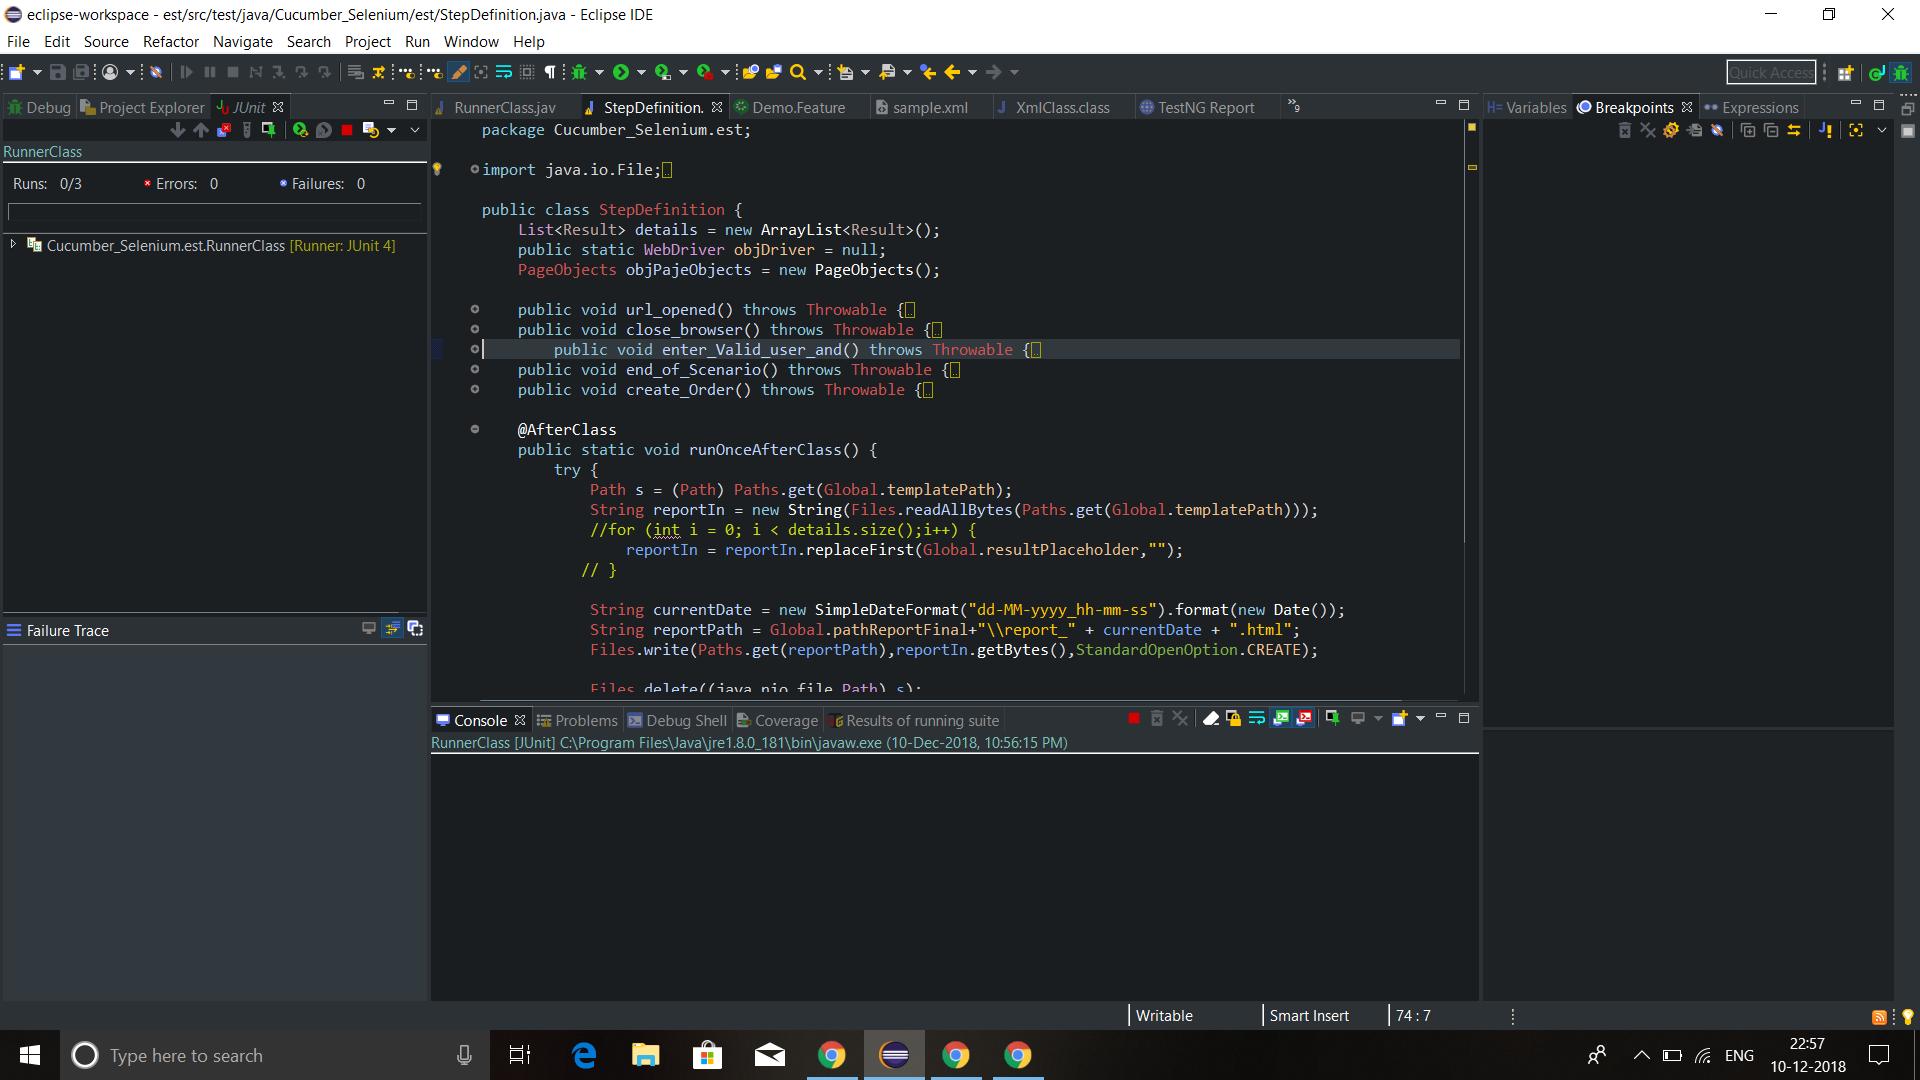 eclipse-workspace - est/src/test/java/Cucumber_Selenium/est/StepDefinition.java - Eclipse IDE
File Edit Source Refactor Navigate Search Project Run Window Help
Quick Access
Debug Project Explorer JUnit
RunnerClass
Runs: 0/3 Errors: 0 Failures: 0
Cucumber_Selenium.est.RunnerClass [Runner: JUnit 4]
Failure Trace
RunnerClass.jav StepDefinition. Demo.Feature sample.xml XmlClass.class TestNG Report »9
package Cucumber_Selenium.est;
import java.io.File;
public class StepDefinition {
List<Result> details = new ArrayList<Result>();
public static WebDriver objDriver = null;
PageObjects objPajeObjects = new PageObjects();
public void url_opened() throws Throwable {
public void close_browser() throws Throwable {
public void enter_Valid_user_and() throws Throwable {
public void end_of_Scenario() throws Throwable {
public void create_Order() throws Throwable {
@AfterClass
public static void runOnceAfterClass() {
try {
Path s = (Path) Paths.get(Global.templatePath);
String reportIn = new String(Files.readAllBytes(Paths.get(Global.templatePath)));
//for (int i = 0; i < details.size();i++) {
reportIn = reportIn.replaceFirst(Global.resultPlaceholder,"");
// }
String currentDate = new SimpleDateFormat("dd-MM-yyyy_hh-mm-ss").format(new Date());
String reportPath = Global.pathReportFinal+"\\report_" + currentDate + ".html";
Files.write(Paths.get(reportPath),reportIn.getBytes(),StandardOpenOption.CREATE);
Files.delete((java.nio.file.Path) s);
Console Problems Debug Shell Coverage Results of running suite
RunnerClass [JUnit] C:\Program Files\Java\jre1.8.0_181\bin\javaw.exe (10-Dec-2018, 10:56:15 PM)
Variables Breakpoints Expressions
Writable Smart Insert 74 : 7
Type here to search
ENG
22:57
10-12-2018